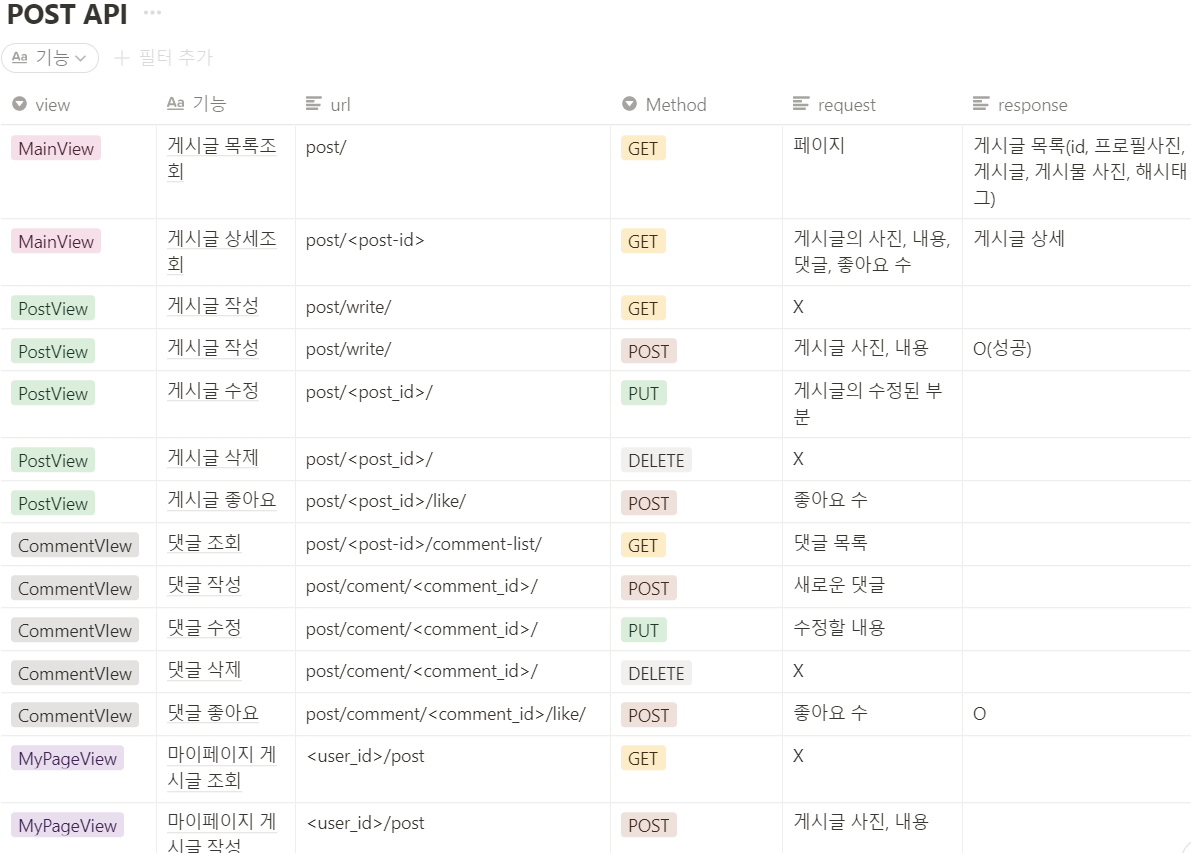 POST API ···
Aa 기능
필터 추가
view Aa 기능 url Method request response
MainView 게시글 목록조 post/ GET 페이지 게시글 목록(id, 프로필사진,
회 게시글, 게시물 사진, 해시태
그)
MainView 게시글 상세조 post/<post-id> GET 게시글의 사진, 내용, 게시글 상세
회 댓글, 좋아요 수
PostView 게시글 작성 post/write/ GET X
PostView 게시글 작성 post/write/ POST 게시글 사진, 내용 O(성공)
PostView 게시글 수정 post/<post_id>/ PUT 게시글의 수정된 부
분
PostView 게시글 삭제 post/<post_id>/ DELETE X
PostView 게시글 좋아요 post/<post_id>/like/ POST 좋아요 수
CommentVIew 댓글 조회 post/<post-id>/comment-list/ GET 댓글 목록
CommentVIew 댓글 작성 post/coment/<comment_id>/ POST 새로운 댓글
CommentVIew 댓글 수정 post/coment/<comment_id>/ PUT 수정할 내용
CommentVIew 댓글 삭제 post/coment/<comment_id>/ DELETE X
CommentVIew 댓글 좋아요 post/comment/<comment_id>/like/ POST 좋아요 수 O
MyPageView 마이페이지 게 <user_id>/post GET X
시글 조회
MyPageView 마이페이지 게 <user_id>/post POST 게시글 사진, 내용
시글 작성